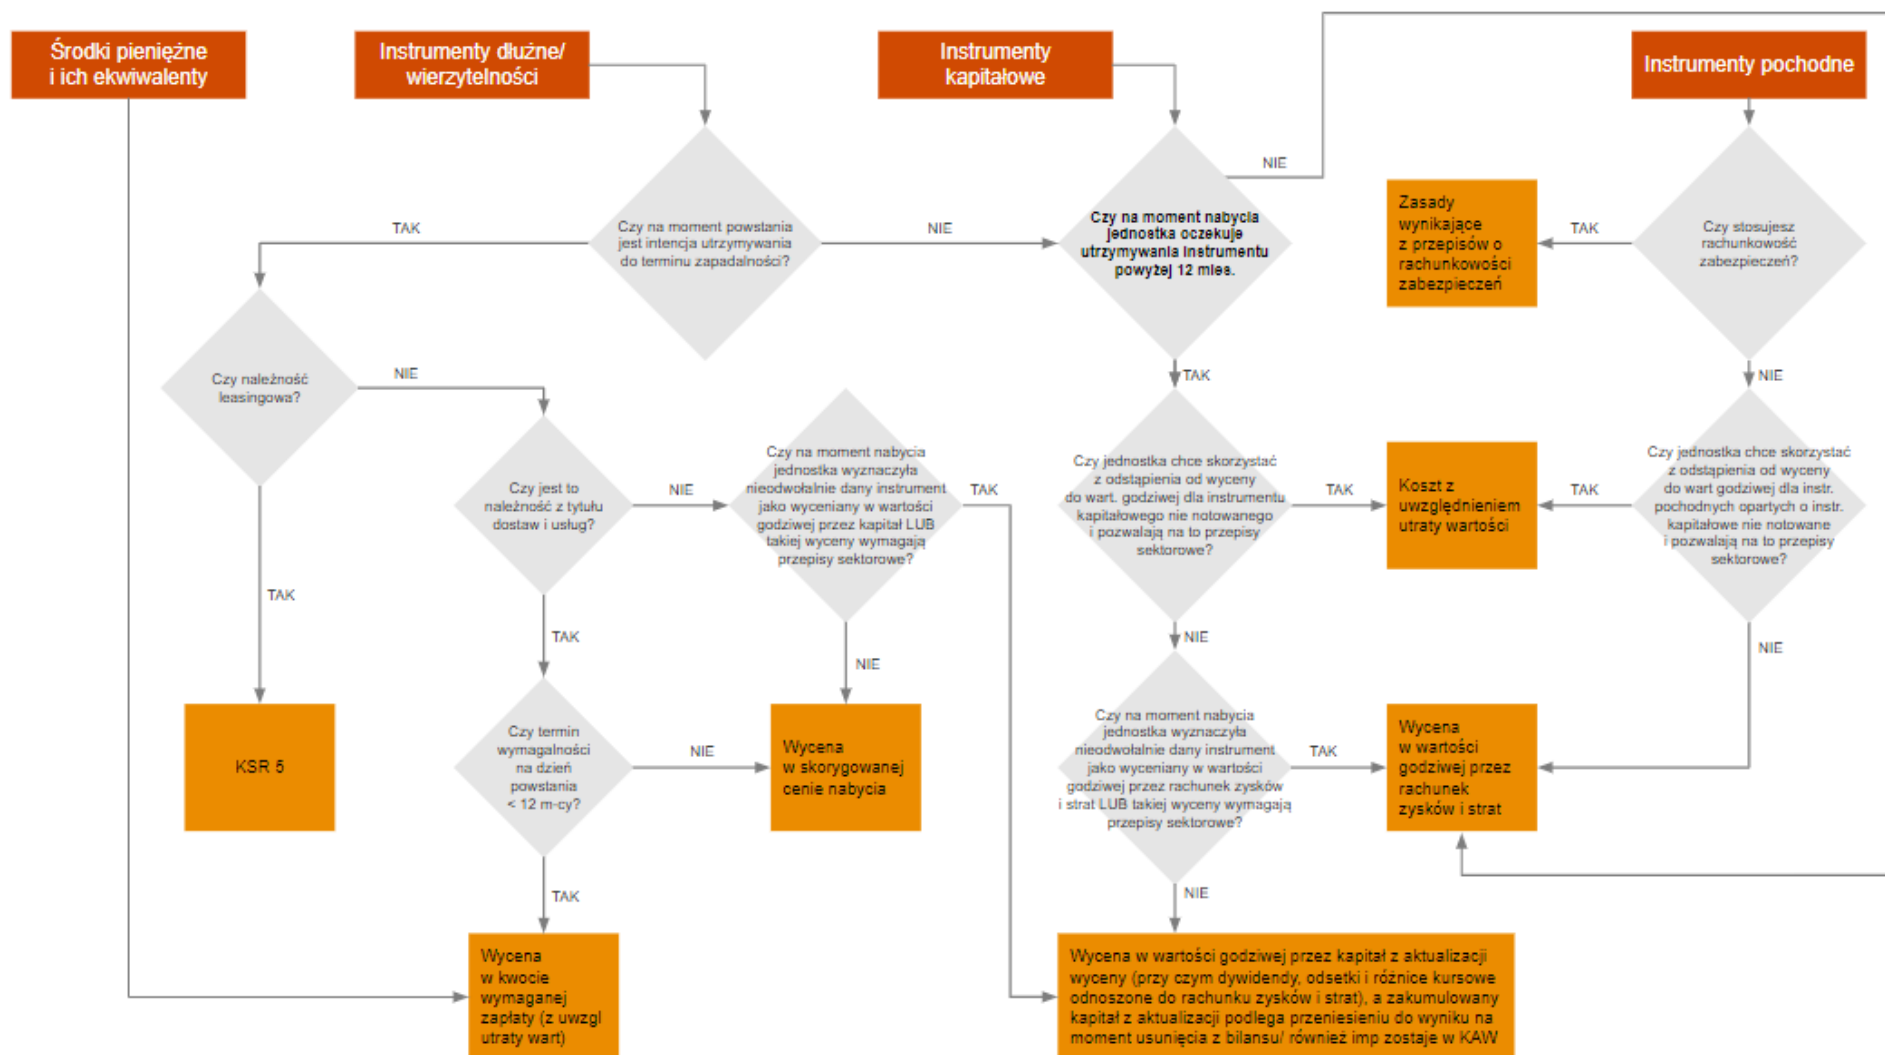 Środki pieniężne
i ich ekwiwalenty
Instrumenty dłużne/
wierzytelności
Instrumenty
kapitałowe
Instrumenty pochodne
NIE
Czy na moment powstania
jest intencja utrzymywania
do terminu zapadalności?
TAK
NIE
Czy na moment nabycia
jednostka oczekuje
utrzymywania instrumentu
powyżej 12 mies.
Zasady
wynikające
z przepisów o
rachunkowości
zabezpieczeń
TAK
Czy stosujesz
rachunkowość
zabezpieczeń?
Czy należność
leasingowa?
NIE
TAK
NIE
Czy jest to
należność z tytułu
dostaw i usług?
NIE
Czy na moment nabycia
jednostka wyznaczyła
nieodwołalnie dany instrument
jako wyceniany w wartości
godziwej przez kapitał LUB
takiej wyceny wymagają
przepisy sektorowe?
TAK
Czy jednostka chce skorzystać
z odstąpienia od wyceny
do wart. godziwej dla instrumentu
kapitałowego nie notowanego
i pozwalają na to przepisy
sektorowe?
TAK
Koszt z
uwzględnieniem
utraty wartości
TAK
Czy jednostka chce skorzystać
z odstąpienia od wyceny
do wart godziwej dla instr.
pochodnych opartych o instr.
kapitałowe nie notowane
i pozwalają na to przepisy
sektorowe?
TAK
TAK
NIE
NIE
NIE
KSR 5
Czy termin
wymagalności
na dzień
powstania
< 12 m-cy?
NIE
Wycena
w skorygowanej
cenie nabycia
Czy na moment nabycia
jednostka wyznaczyła
nieodwołalnie dany instrument
jako wyceniany w wartości
godziwej przez rachunek zysków
i strat LUB takiej wyceny wymagają
przepisy sektorowe?
TAK
Wycena
w wartości
godziwej przez
rachunek
zysków i strat
TAK
NIE
Wycena
w kwocie
wymaganej
zapłaty (z uwzgl
utraty wart)
Wycena w wartości godziwej przez kapitał z aktualizacji
wyceny (przy czym dywidendy, odsetki i różnice kursowe
odnoszone do rachunku zysków i strat), a zakumulowany
kapitał z aktualizacji podlega przeniesieniu do wyniku na
moment usunięcia z bilansu/ również imp zostaje w KAW